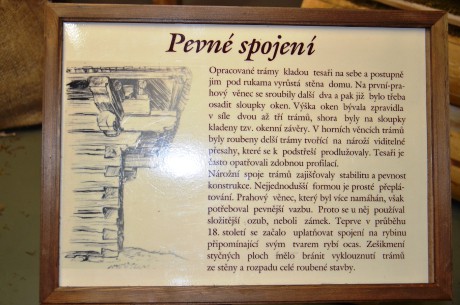 Pevné spojení
Opracované trámy kladou tesaři na sebe a postupně
jim pod rukama vyrůstá stěna domu. Na první-pra-
hový věnec se sroubily další dva a pak již bylo třeba
osadit sloupky oken. Výška oken bývala zpravidla
v síle dvou až tří trámů, shora byly na sloupky
kladeny tzv. okenní závěry. V horních věncích trámů
byly roubeny delší trámy tvořící na nároží viditelné
přesahy, které se k podstřeší prodlužovaly. Tesaři je
často opatřovali zdobnou profilací.
Nárožní spoje trámů zajišťovaly stabilitu a pevnost
konstrukce. Nejjednodušší formou je prosté přeplá-
tování. Prahový věnec, který byl více namáhán, však
potřeboval pevnější vazbu. Proto se u něj používal
složitější ozub, neboli zámek. Teprve v průběhu
18. století se začalo uplatňovat spojení na rybinu
připomínající svým tvarem rybí ocas. Zešikmení
styčných ploch mělo bránit vyklouznutí trámů
ze stěny a rozpadu celé roubené stavby.